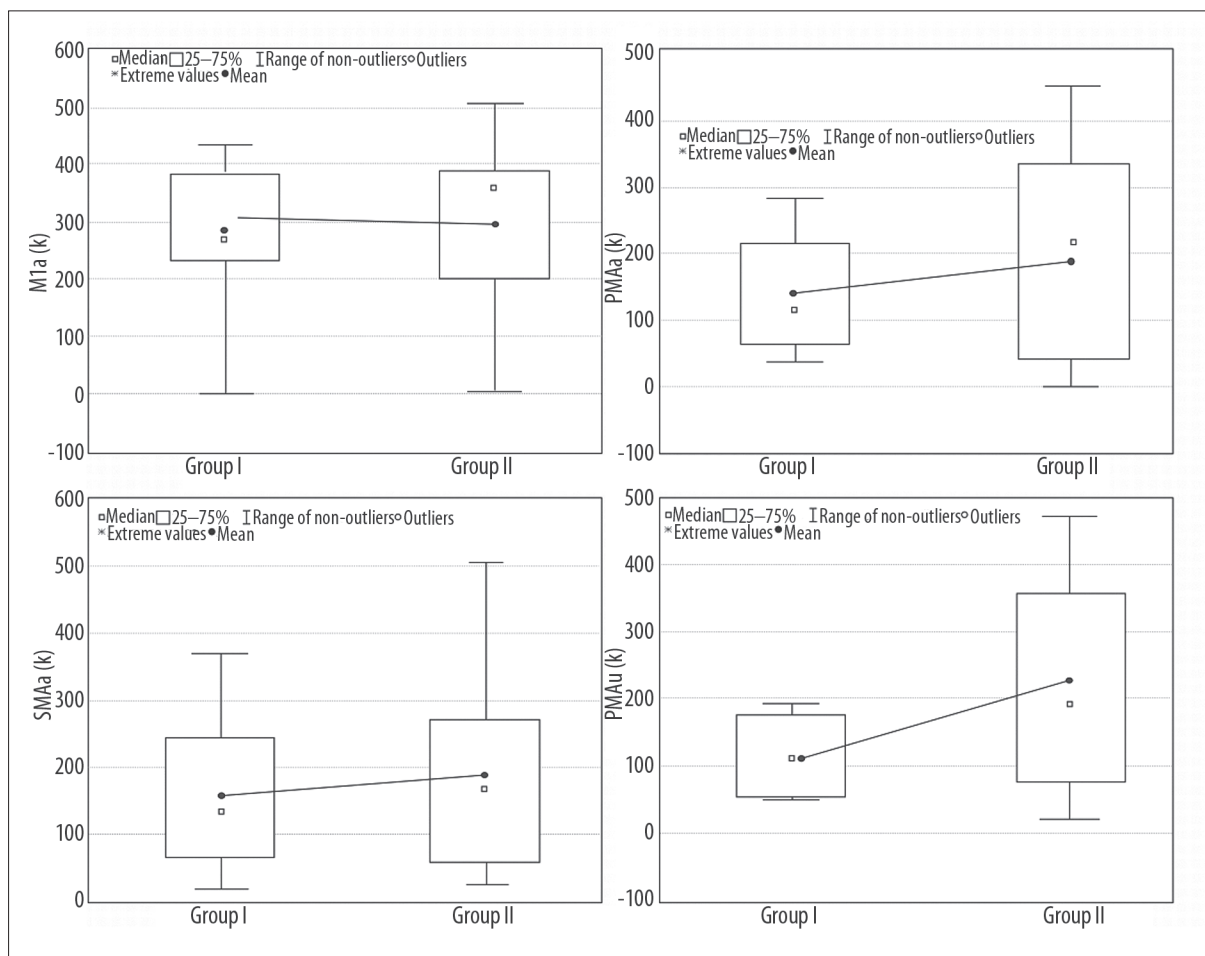 600
500
400
300
200
100
0
-100
M1a (k)
Median 25–75% Range of non-outliers Outliers
Extreme values Mean
Group I
Group II
500
400
300
200
100
0
-100
PMAa (k)
Median 25–75% Range of non-outliers Outliers
Extreme values Mean
Group I
Group II
600
500
400
300
200
100
0
SMAa (k)
Median 25–75% Range of non-outliers Outliers
Extreme values Mean
Group I
Group II
500
400
300
200
100
0
-100
PMAu (k)
Median 25–75% Range of non-outliers Outliers
Extreme values Mean
Group I
Group II